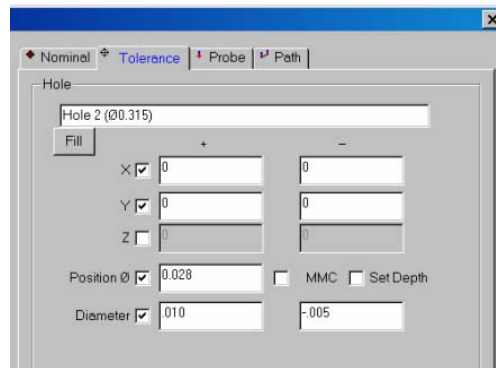 Nominal Tolerance Probe Path
Hole
Hole 2 (Ø0.315)
Fill + –
X 0 0
Y 0 0
Z 0 0
Position Ø 0.028 MMC Set Depth
Diameter .010 -.005